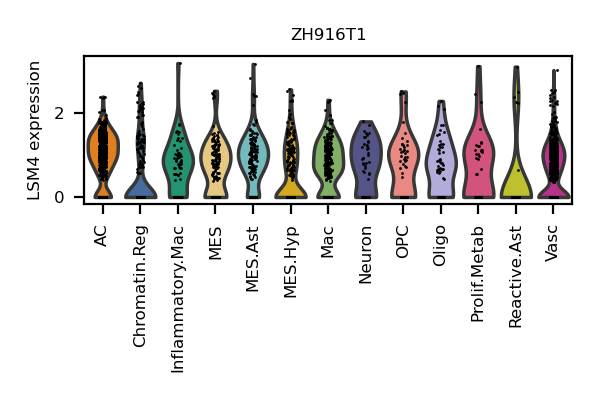 ZH916T1
LSM4 expression
2
0
AC
Chromatin.Reg
Inflammatory.Mac
MES
MES.Ast
MES.Hyp
Mac
Neuron
OPC
Oligo
Prolif.Metab
Reactive.Ast
Vasc